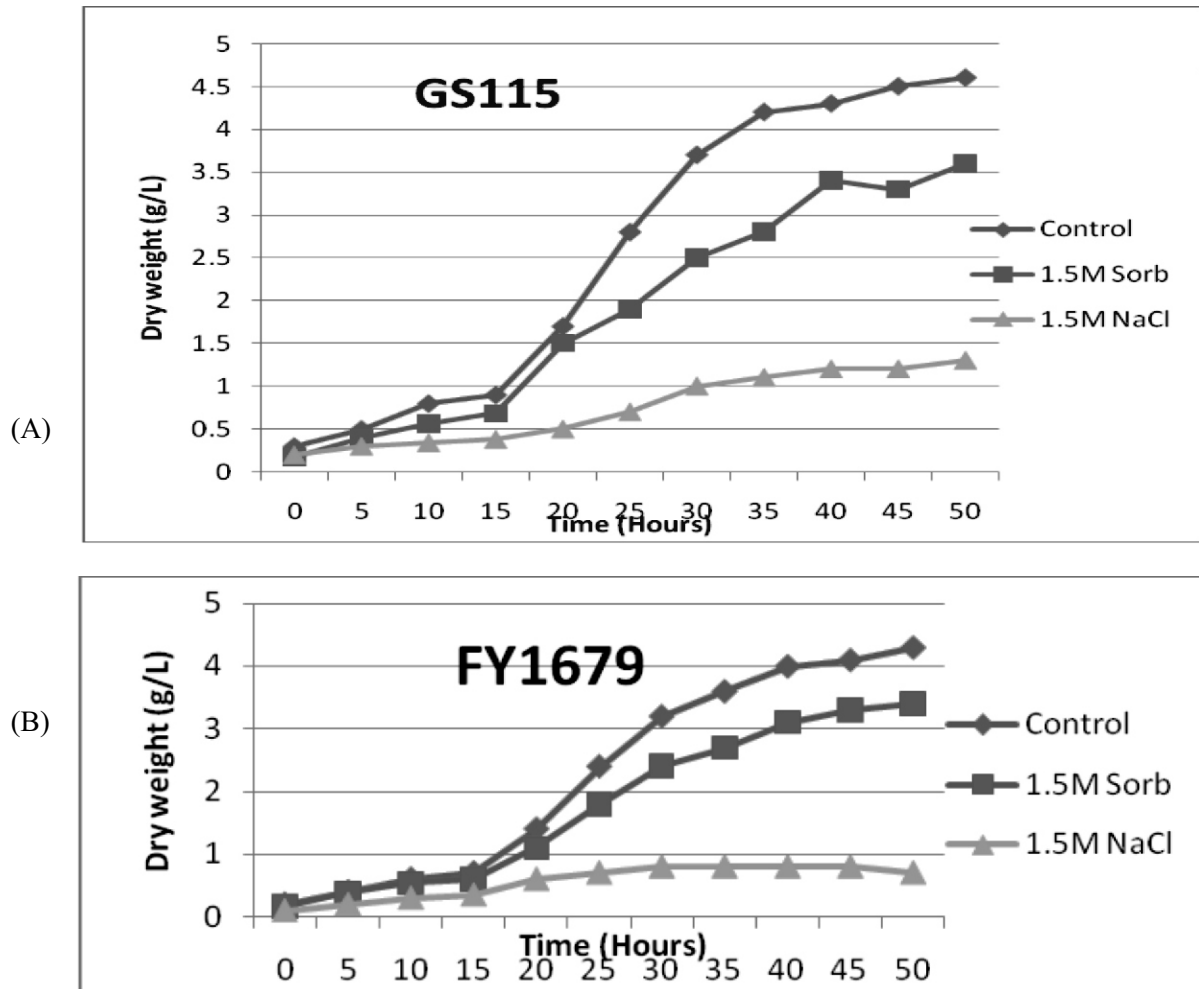 5
4.5
4
3.5
3
2.5
2
1.5
1
0.5
0
Dry weight (g/L)
GS115
Control
1.5M Sorb
1.5M NaCl
(A)
0 5 10 15 20 25 30 35 40 45 50
Time (Hours)
5
4
3
2
1
0
Dry weight (g/L)
FY1679
(B)
Control
1.5M Sorb
1.5M NaCl
Time (Hours)
0 5 10 15 20 25 30 35 40 45 50